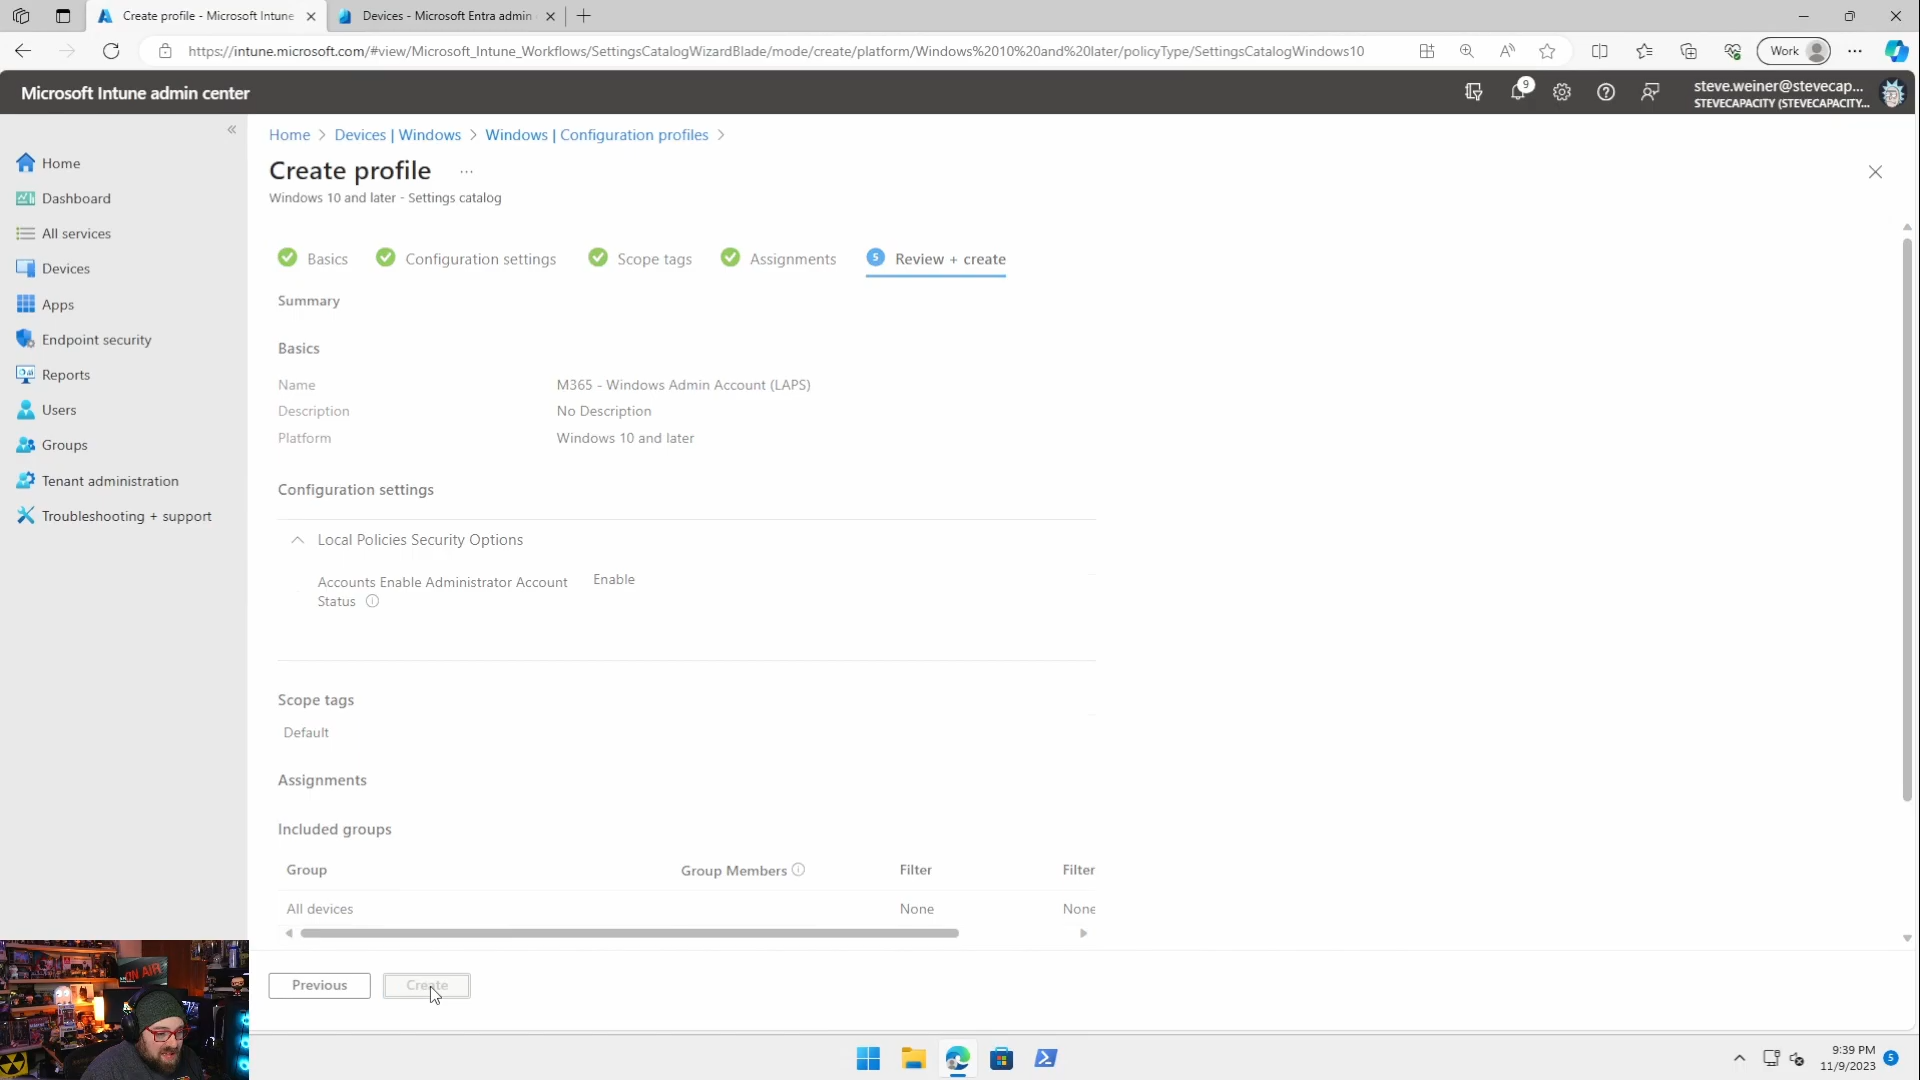 Create profile - Microsoft Intune
Devices - Microsoft Entra admin
https://intune.microsoft.com/#view/Microsoft_Intune_Workflows/SettingsCatalogWizardBlade/mode/create/platform/Windows%2010%20and%20later/policyType/SettingsCatalogWindows10
Work
Microsoft Intune admin center
9
steve.weiner@stevecap...
STEVECAPACITY (STEVECAPACITY,...
Home
Dashboard
All services
Devices
Apps
Endpoint security
Reports
Users
Groups
Tenant administration
Troubleshooting + support
Home > Devices | Windows > Windows | Configuration profiles >
Create profile ...
Windows 10 and later - Settings catalog
Basics
Configuration settings
Scope tags
Assignments
5 Review + create
Summary
Basics
Name M365 - Windows Admin Account (LAPS)
Description No Description
Platform Windows 10 and later
Configuration settings
Local Policies Security Options
Accounts Enable Administrator Account Enable
Status
Scope tags
Default
Assignments
Included groups
Group Group Members Filter Filter
All devices None None
Previous Create
ON AIR
9:39 PM
11/9/2023
5